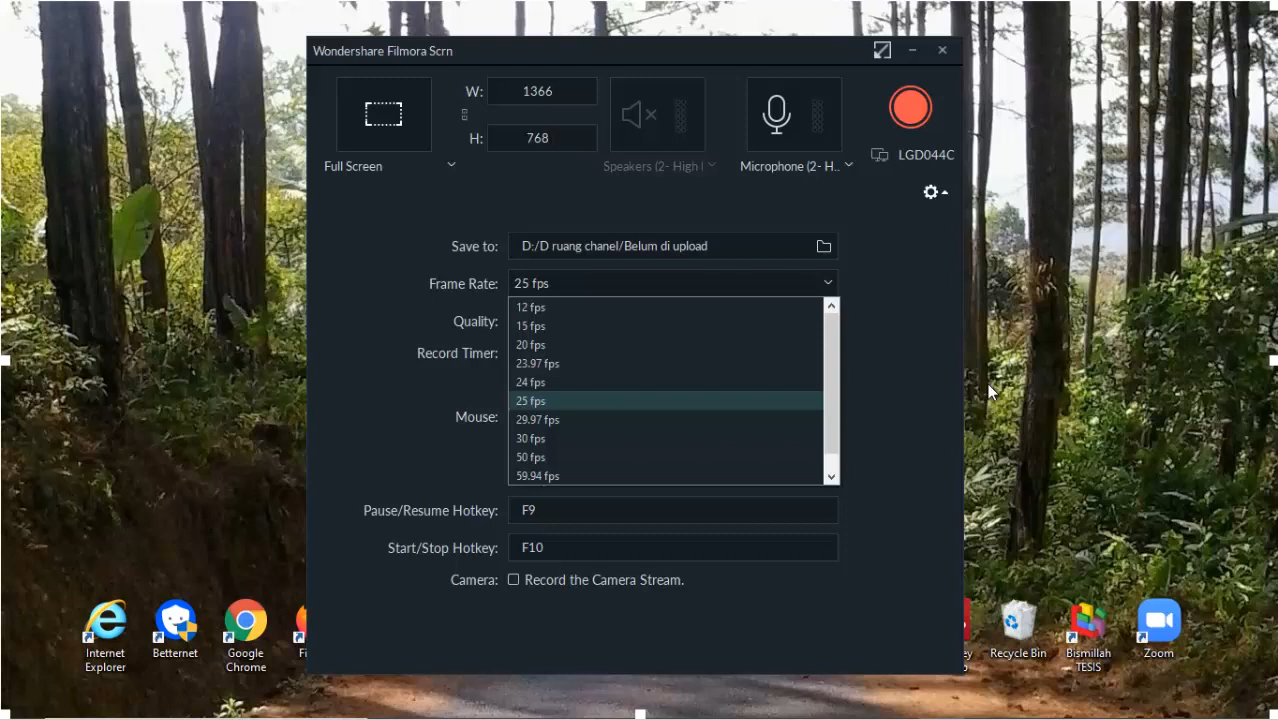 Wondershare Filmora Scrn
W: 1366
H: 768
Full Screen
Speakers (2- High
Microphone (2- H..
LGD044C
Save to: D:/D ruang chanel/Belum di upload
Frame Rate: 25 fps
12 fps
15 fps
20 fps
23.97 fps
24 fps
25 fps
29.97 fps
30 fps
50 fps
59.94 fps
Quality:
Record Timer:
Mouse:
Pause/Resume Hotkey: F9
Start/Stop Hotkey: F10
Camera: Record the Camera Stream.
Internet
Explorer
Betternet
Google
Chrome
Recycle Bin
Bismillah
TESIS
Zoom